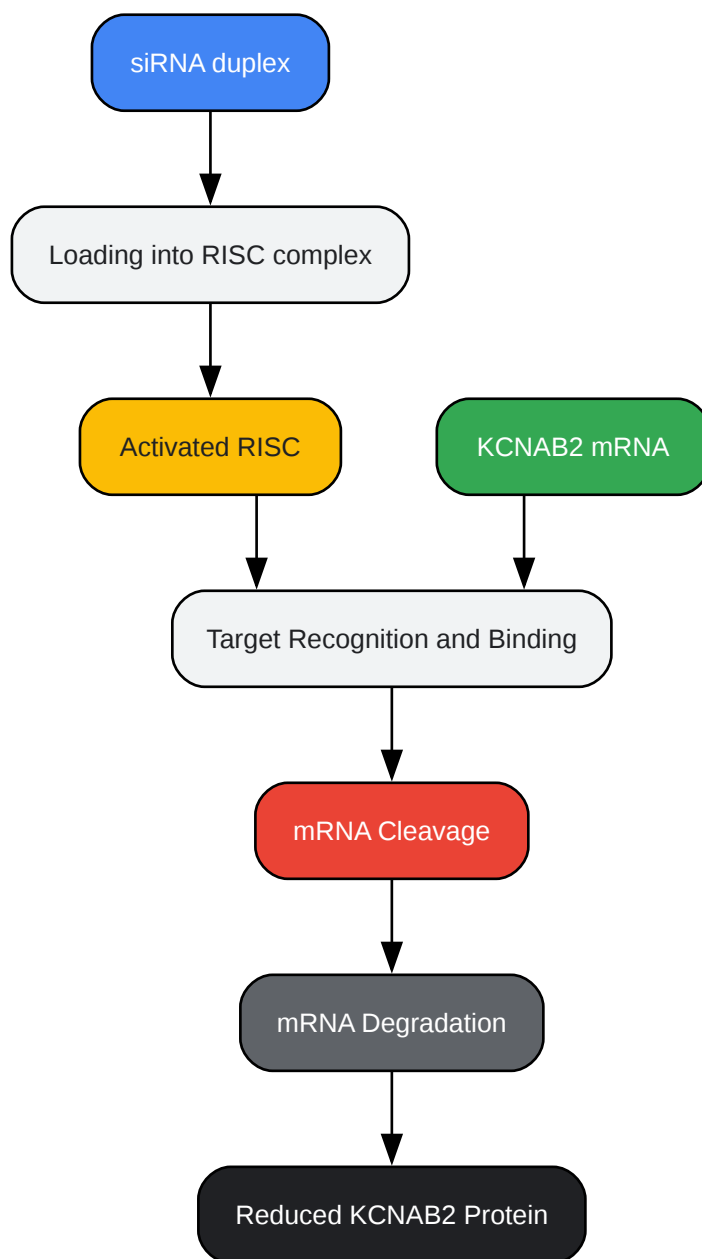 siRNA duplex
Loading into RISC complex
Activated RISC
KCNAB2 mRNA
Target Recognition and Binding
mRNA Cleavage
mRNA Degradation
Reduced KCNAB2 Protein